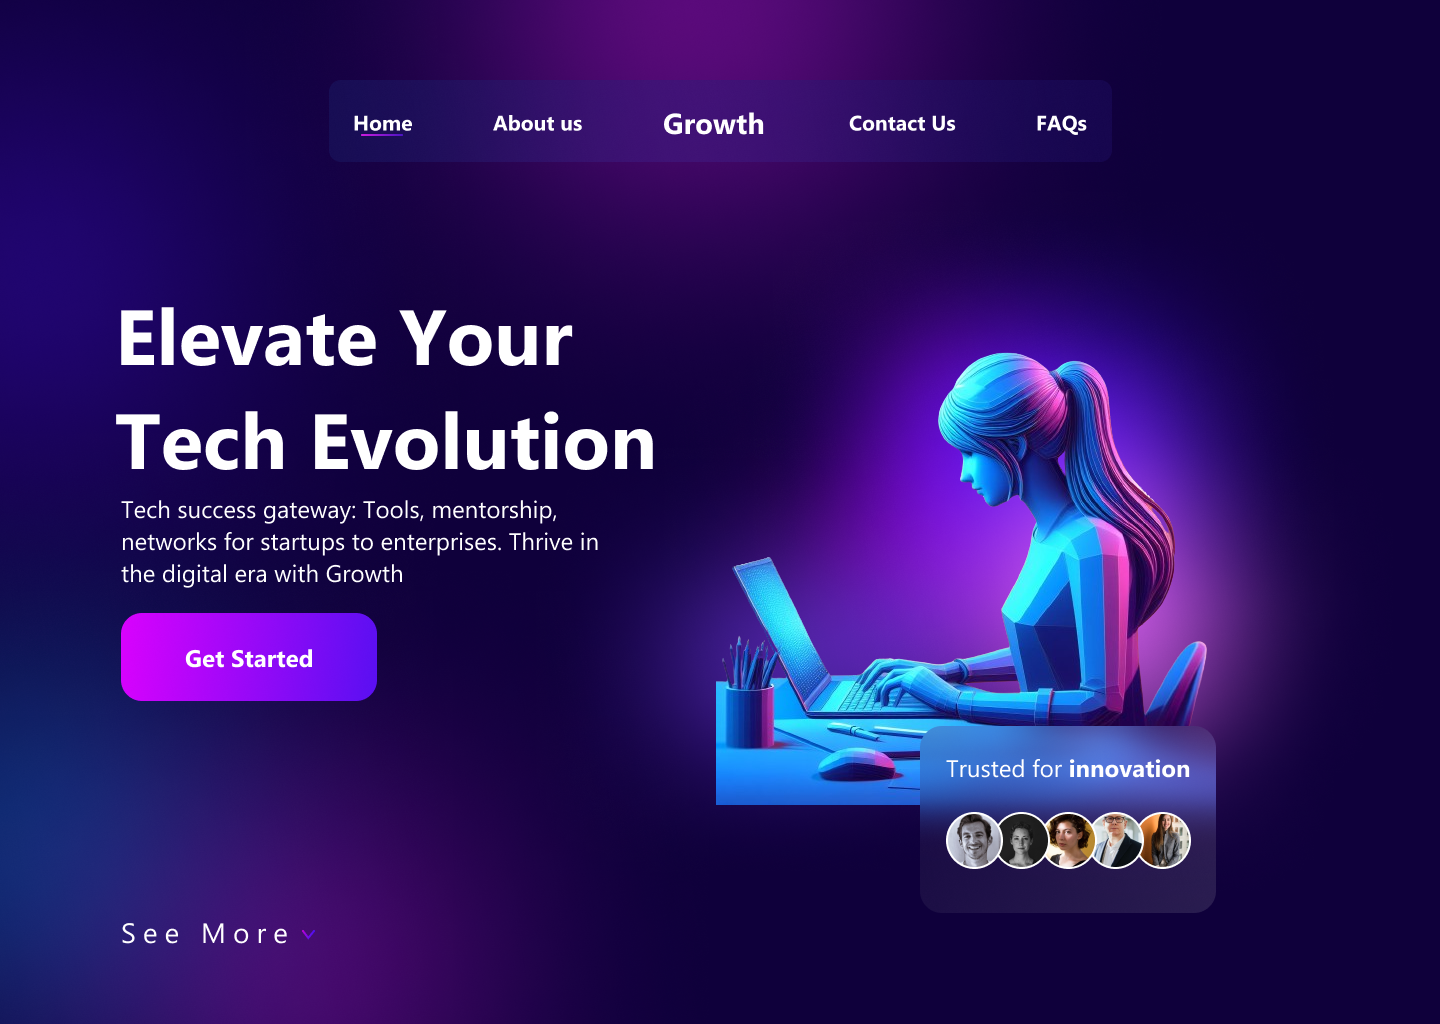 Home
About us
Growth
Contact Us
FAQs
Elevate Your
Tech Evolution
Tech success gateway: Tools, mentorship,
networks for startups to enterprises. Thrive in
the digital era with Growth
Get Started
Trusted for innovation
See More